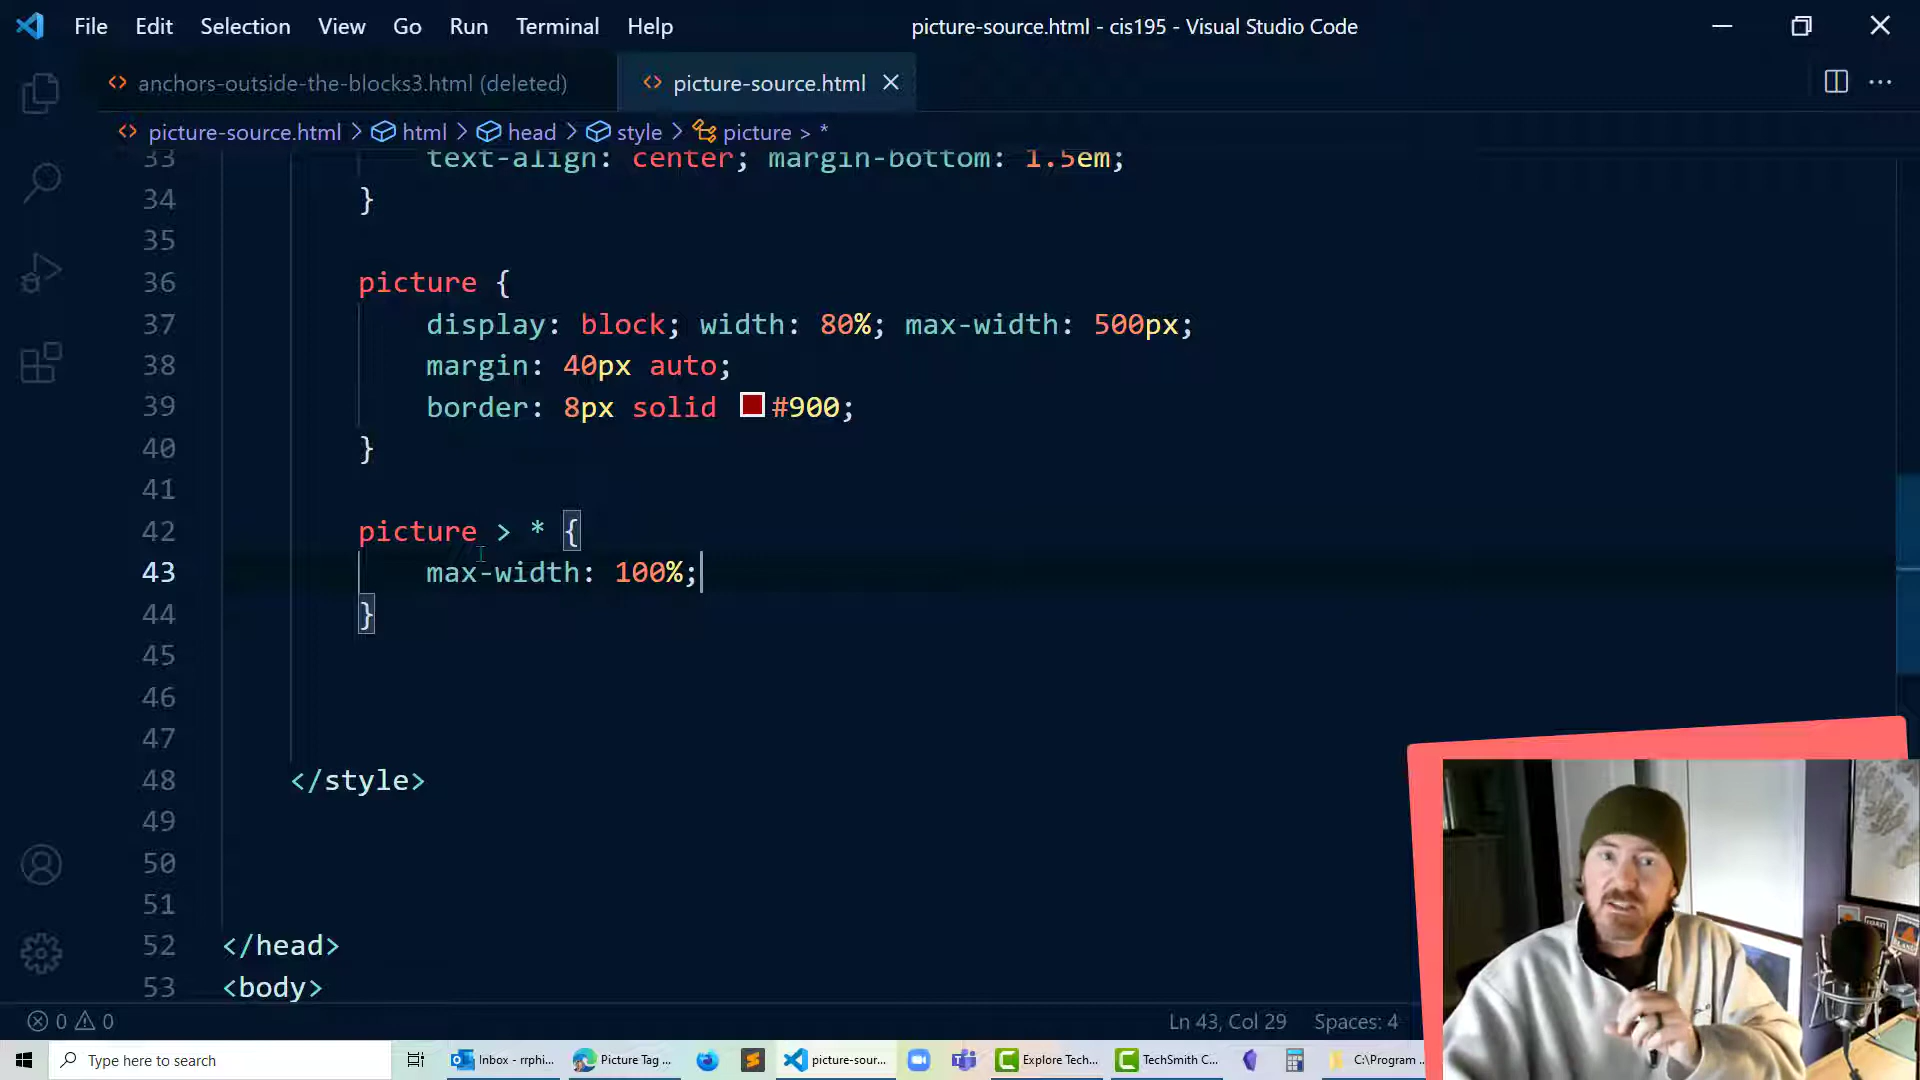 File Edit Selection View Go Run Terminal Help picture-source.html - cis195 - Visual Studio Code
anchors-outside-the-blocks3.html (deleted) picture-source.html
picture-source.html > html > head > style > picture > *
33 text-align: center; margin-bottom: 1.5em;
34 }
35
36 picture {
37 display: block; width: 80%; max-width: 500px;
38 margin: 40px auto;
39 border: 8px solid #900;
40 }
41
42 picture > * {
43 max-width: 100%;
44 }
45
46
47
48 </style>
49
50
51
52 </head>
53 <body>
0 0 Ln 43, Col 29 Spaces: 4
Type here to search Inbox - rrphi... Picture Tag ... picture-sour... Explore Tech... TechSmith C... C:\Program ...